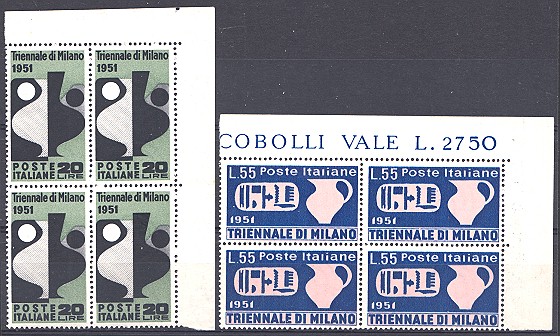 Triennale di Milano Triennale di Milano
1951 1951
POSTE 20 POSTE 20
ITALIANE LIRE ITALIANE LIRE
Triennale di Milano Triennale di Milano
1951 1951
POSTE 20 POSTE 20
ITALIANE LIRE ITALIANE LIRE
COBOLLI VALE L. 2750
L.55 Poste Italiane L.55 Poste Italiane
1951 1951
TRIENNALE DI MILANO TRIENNALE DI MILANO
L.55 Poste Italiane L.55 Poste Italiane
1951 1951
TRIENNALE DI MILANO TRIENNALE DI MILANO